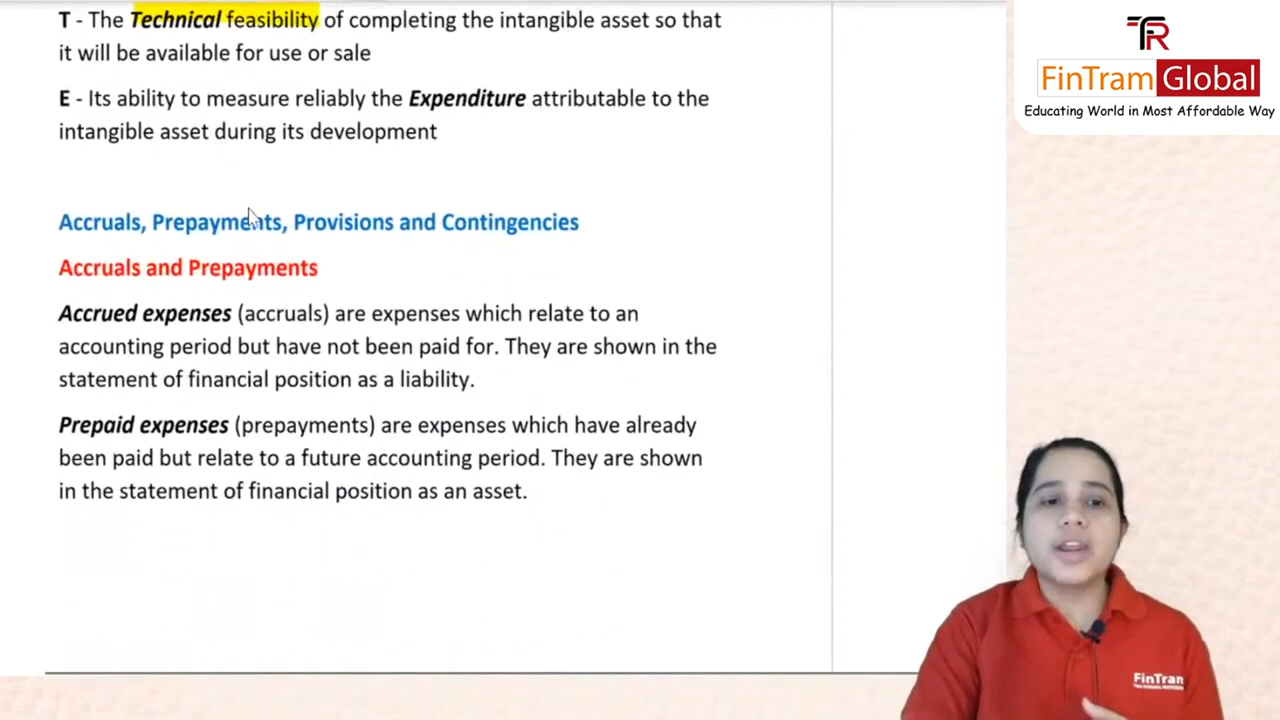 T - The Technical feasibility of completing the intangible asset so that
it will be available for use or sale
E - Its ability to measure reliably the Expenditure attributable to the
intangible asset during its development
Accruals, Prepayments, Provisions and Contingencies
Accruals and Prepayments
Accrued expenses (accruals) are expenses which relate to an
accounting period but have not been paid for. They are shown in the
statement of financial position as a liability.
Prepaid expenses (prepayments) are expenses which have already
been paid but relate to a future accounting period. They are shown
in the statement of financial position as an asset.
TR
FinTram Global
Educating World in Most Affordable Way
FinTram